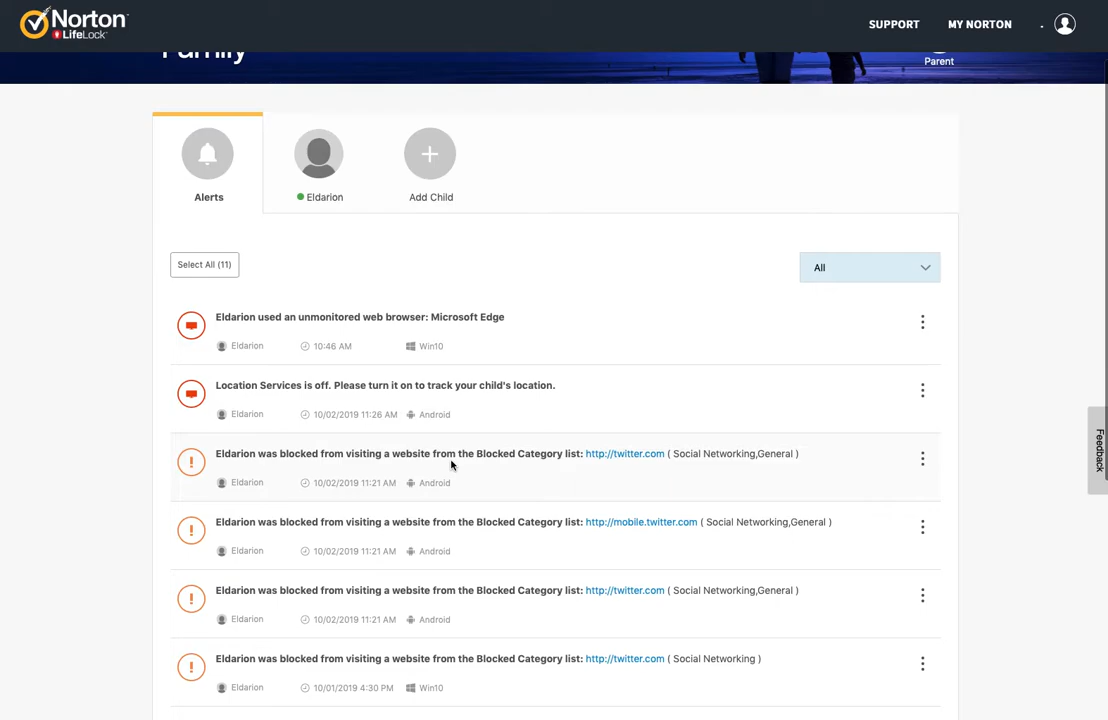 Norton
LifeLock
SUPPORT MY NORTON
Family
Parent
Alerts Eldarion Add Child
Select All (11) All
Eldarion used an unmonitored web browser: Microsoft Edge
Eldarion 10:46 AM Win10
Location Services is off. Please turn it on to track your child's location.
Eldarion 10/02/2019 11:26 AM Android
Eldarion was blocked from visiting a website from the Blocked Category list: http://twitter.com ( Social Networking,General )
Eldarion 10/02/2019 11:21 AM Android
Eldarion was blocked from visiting a website from the Blocked Category list: http://mobile.twitter.com ( Social Networking,General )
Eldarion 10/02/2019 11:21 AM Android
Eldarion was blocked from visiting a website from the Blocked Category list: http://twitter.com ( Social Networking,General )
Eldarion 10/02/2019 11:21 AM Android
Eldarion was blocked from visiting a website from the Blocked Category list: http://twitter.com ( Social Networking )
Eldarion 10/01/2019 4:30 PM Win10
Feedback